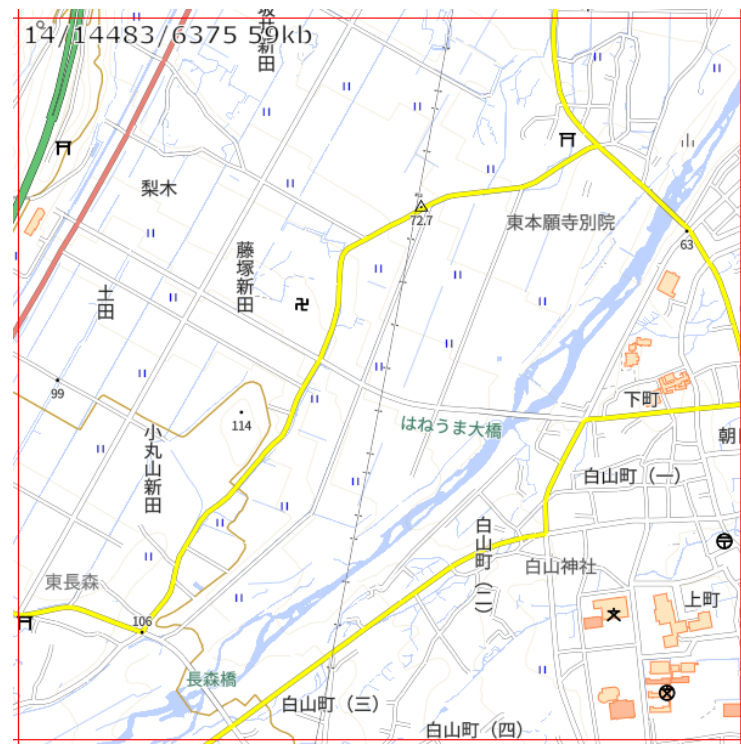 14/14483/6375 59kb
坂井新田
梨木
72.7
東本願寺別院
63
藤塚新田
土田
99
114
下町
はねうま大橋
小丸山新田
白山町(一)
白山町(二)
白山神社
東長森
上町
106
長森橋
白山町(三)
白山町(四)